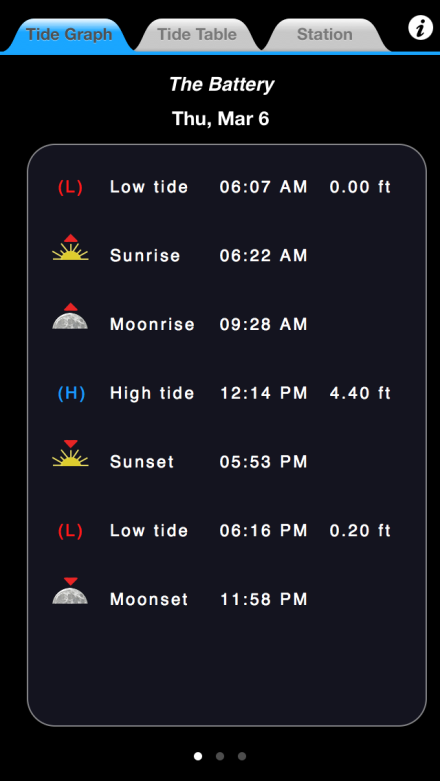 Tide Graph Tide Table Station i
The Battery
Thu, Mar 6
(L) Low tide 06:07 AM 0.00 ft
Sunrise 06:22 AM
Moonrise 09:28 AM
(H) High tide 12:14 PM 4.40 ft
Sunset 05:53 PM
(L) Low tide 06:16 PM 0.20 ft
Moonset 11:58 PM